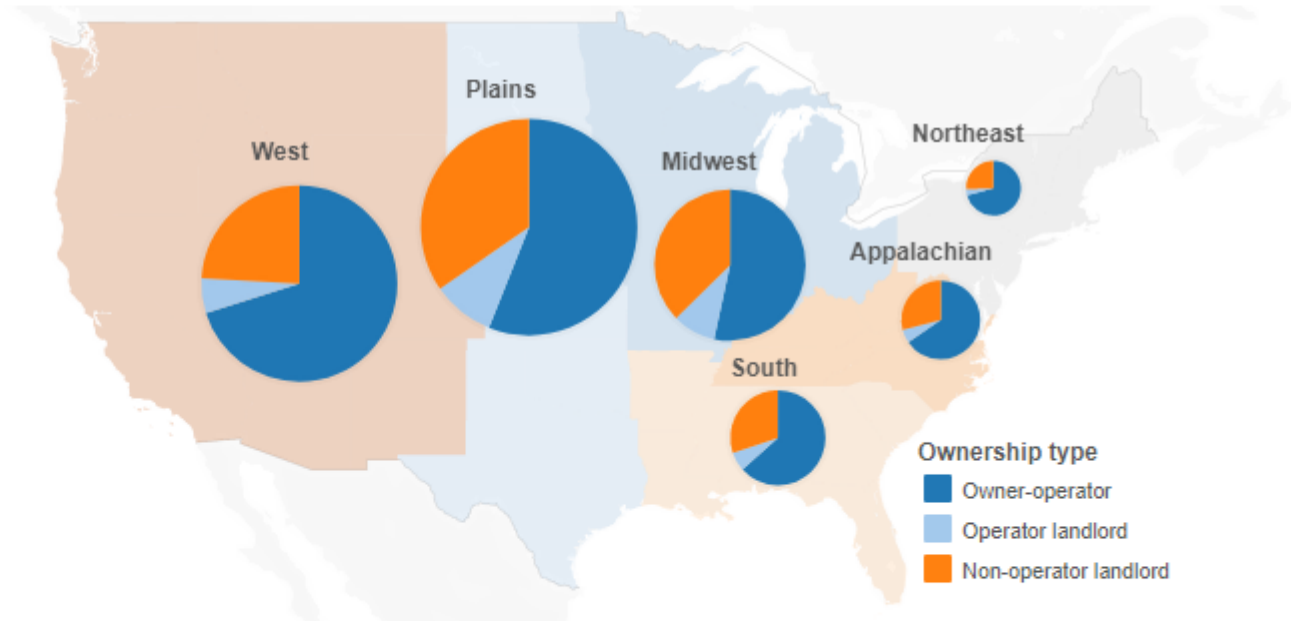 Plains
Northeast
West
Midwest
Appalachian
South
Ownership type
Owner-operator
Operator landlord
Non-operator landlord